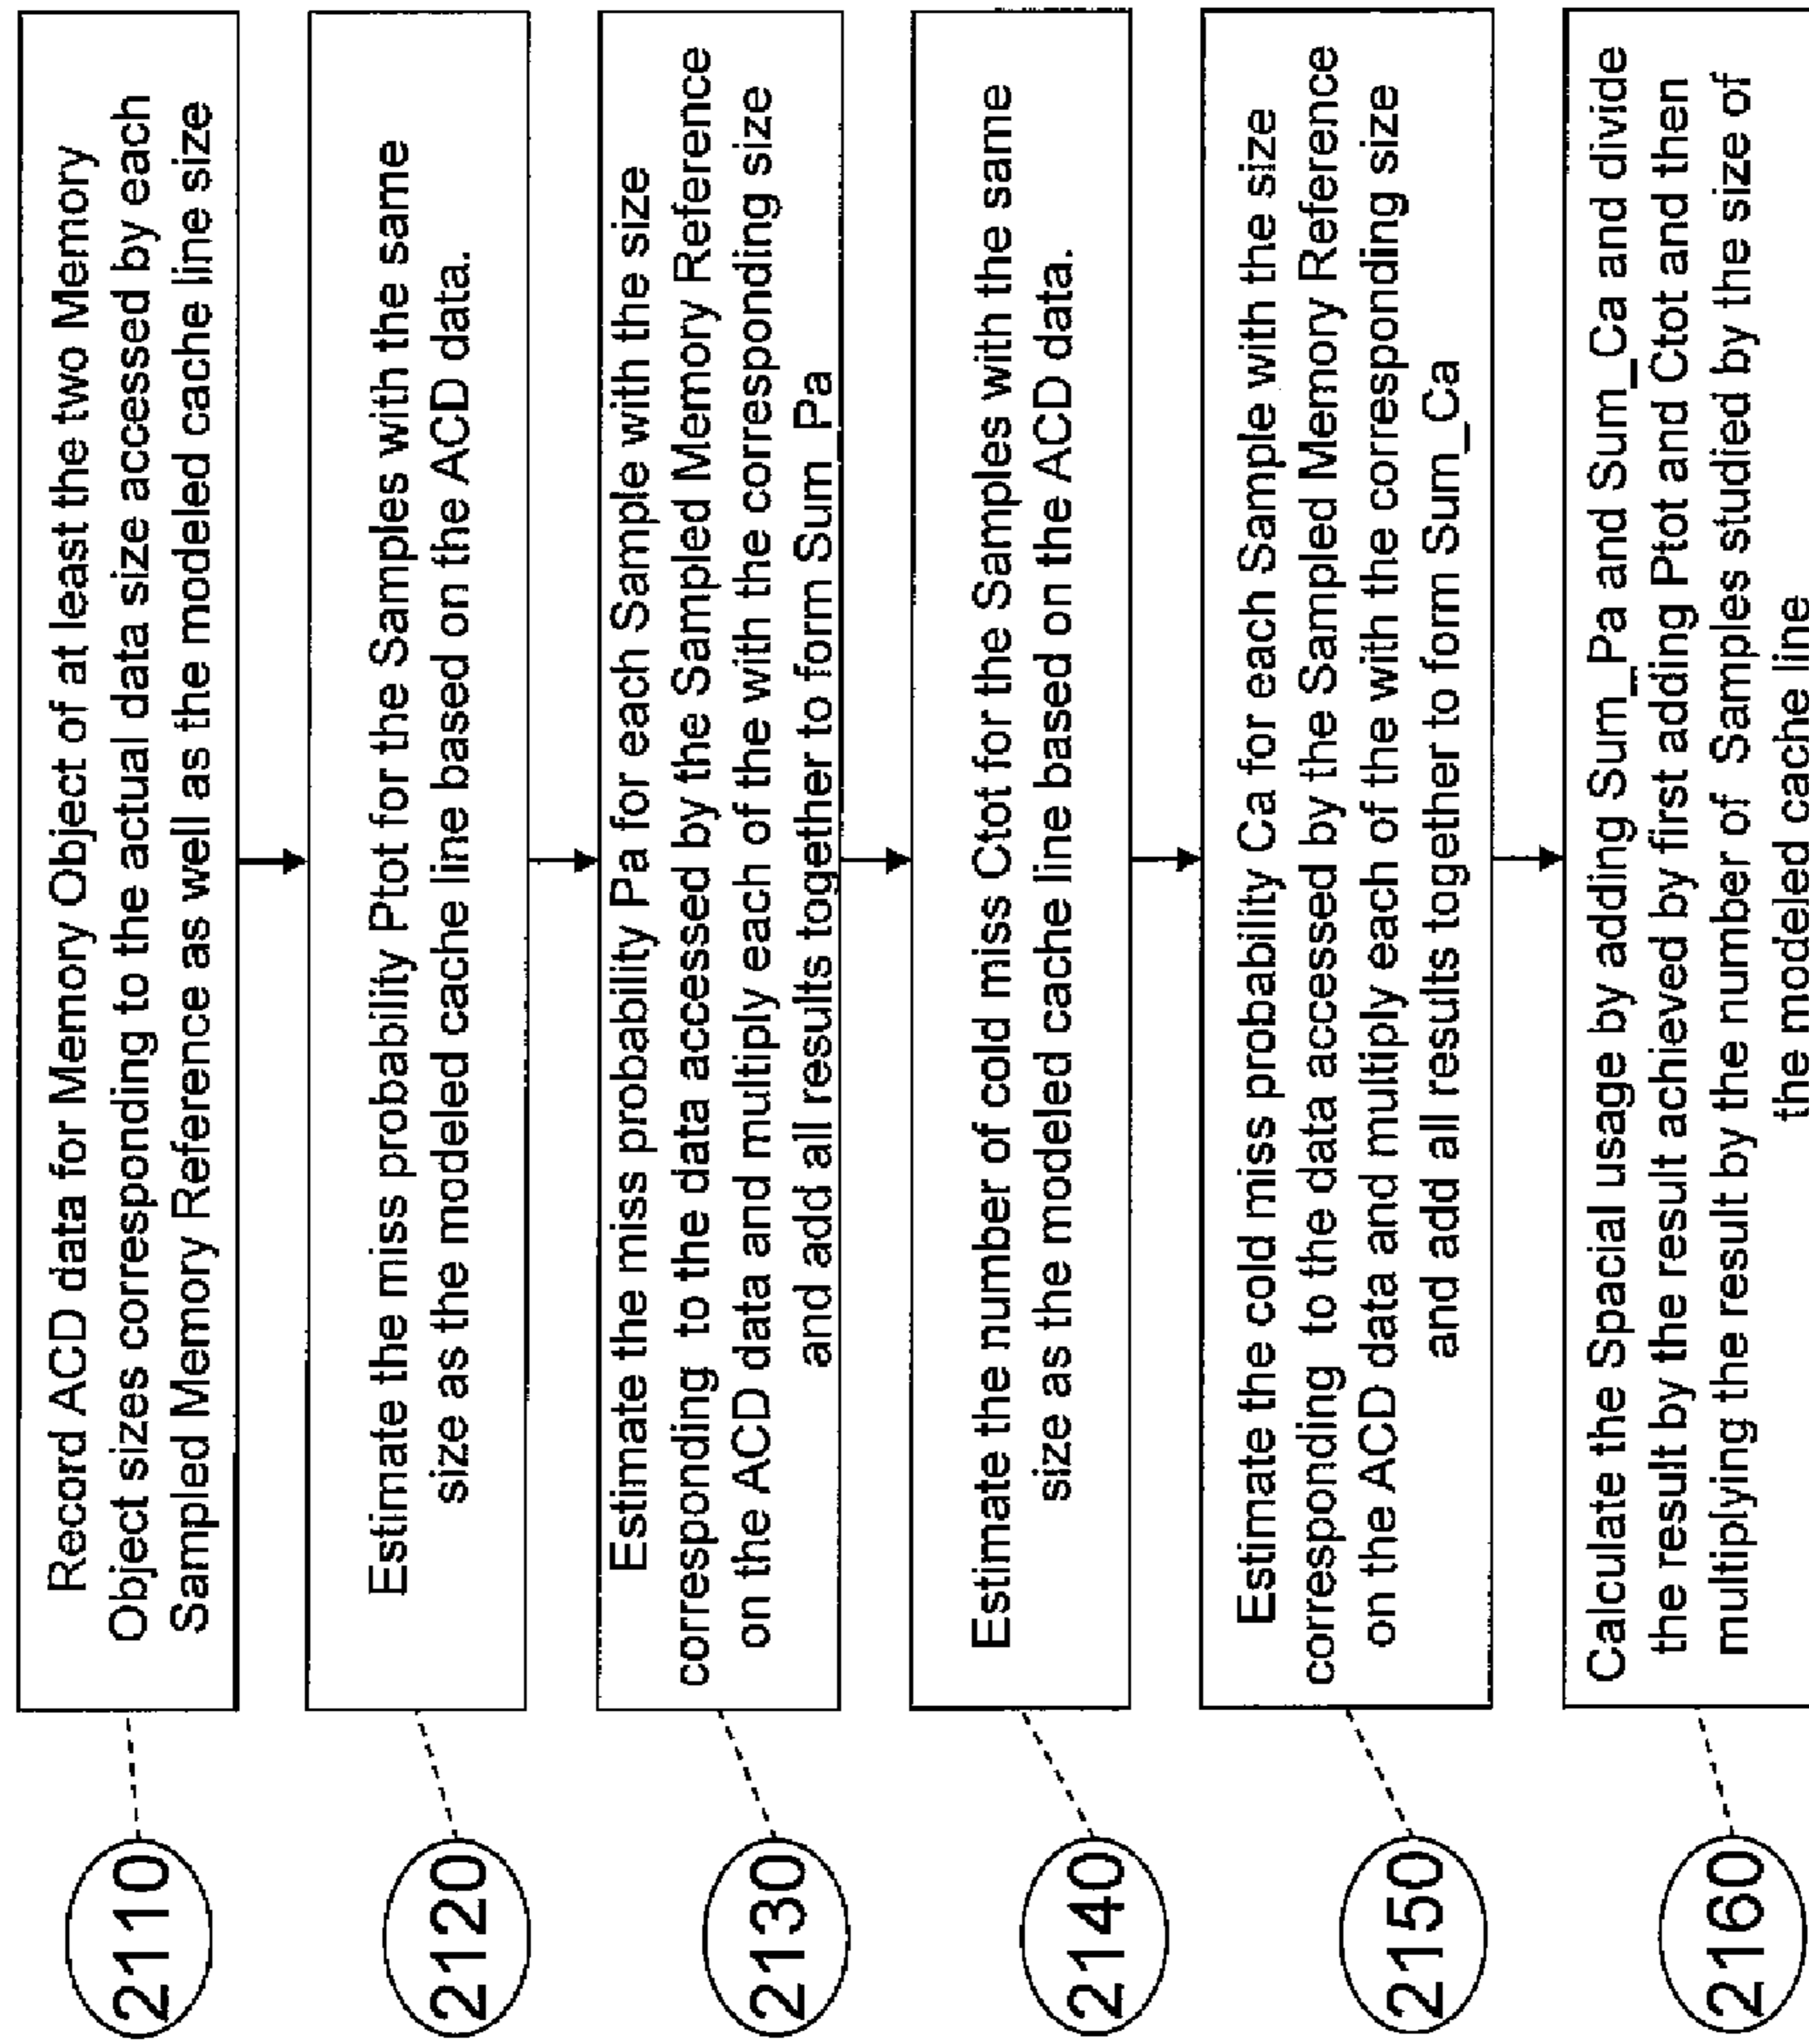 2110
Record ACD data for Memory Object of at least the two Memory
Object sizes corresponding to the actual data size accessed by each
Sampled Memory Reference as well as the modeled cache line size
2120
Estimate the miss probability Ptot for the Samples with the same
size as the modeled cache line based on the ACD data.
2130
Estimate the miss probability Pa for each Sample with the size
corresponding to the data accessed by the Sampled Memory Reference
on the ACD data and multiply each of the with the corresponding size
and add all results together to form Sum_Pa
2140
Estimate the number of cold miss Ctot for the Samples with the same
size as the modeled cache line based on the ACD data.
2150
Estimate the cold miss probability Ca for each Sample with the size
corresponding to the data accessed by the Sampled Memory Reference
on the ACD data and multiply each of the with the corresponding size
and add all results together to form Sum_Ca
2160
Calculate the Spacial usage by adding Sum_Pa and Sum_Ca and divide
the result by the result achieved by first adding Ptot and Ctot and then
multiplying the result by the number of Samples studied by the size of
the modeled cache line